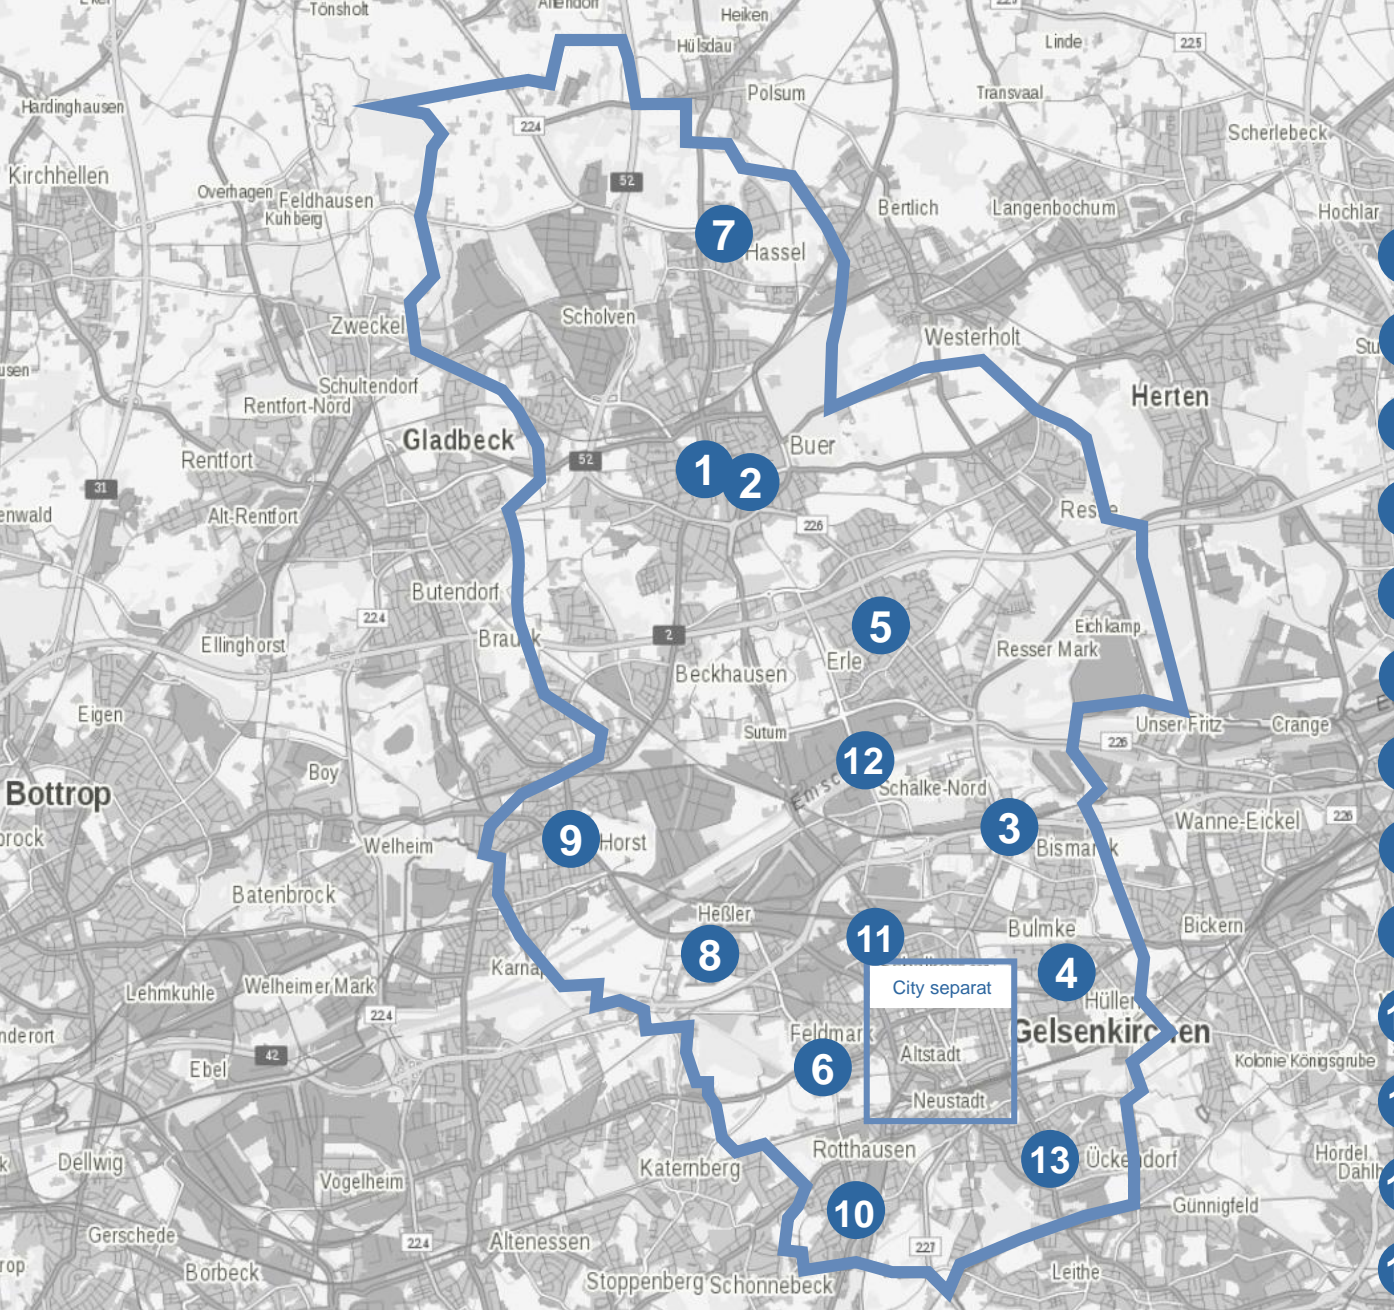 Tönsholt
Heiken
Hülsdau
Linde
225
Hardinghausen
Polsum
Transvaal
224
Scherlebeck
Kirchhellen
52
Overhagen
Feldhausen
Kuhberg
Bertlich
Langenbochum
Hochlar
7
Hassel
Zweckel
Scholven
Westerholt
Schultendorf
Rentfort-Nord
Herten
Gladbeck
Buer
Rentfort
52
1
2
31
Alt-Rentfort
226
Resse
Butendorf
224
5
Eichkamp
Ellinghorst
Brauck
2
Resser Mark
Erle
Beckhausen
Eigen
Sutum
Unser Fritz
Crange
226
12
Boy
Schalke-Nord
Bottrop
3
Wanne-Eickel
226
9
Horst
Welheim
Bismarck
Batenbrock
Heßler
Bulmke
Bickern
11
8
Karnap
4
City separat
Welheimer Mark
Lehmkuhle
Hüllen
224
Feldmark
Gelsenkirchen
42
Altstadt
Ebel
6
Kolonie Königsgrube
Neustadt
Rotthausen
13
Ückendorf
Hordel
Dellwig
Katernberg
Vogelheim
10
Günnigfeld
Gerschede
224
Altenessen
227
Borbeck
Leithe
Stoppenberg
Schonnebeck